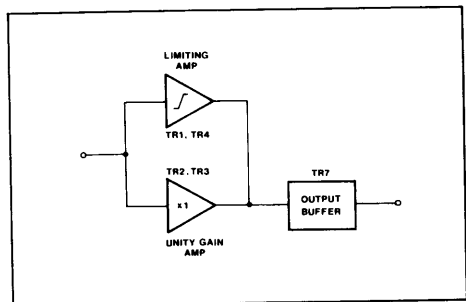 LIMITING
AMP
TR1, TR4
TR2, TR3
x1
UNITY GAIN
AMP
TR7
OUTPUT
BUFFER